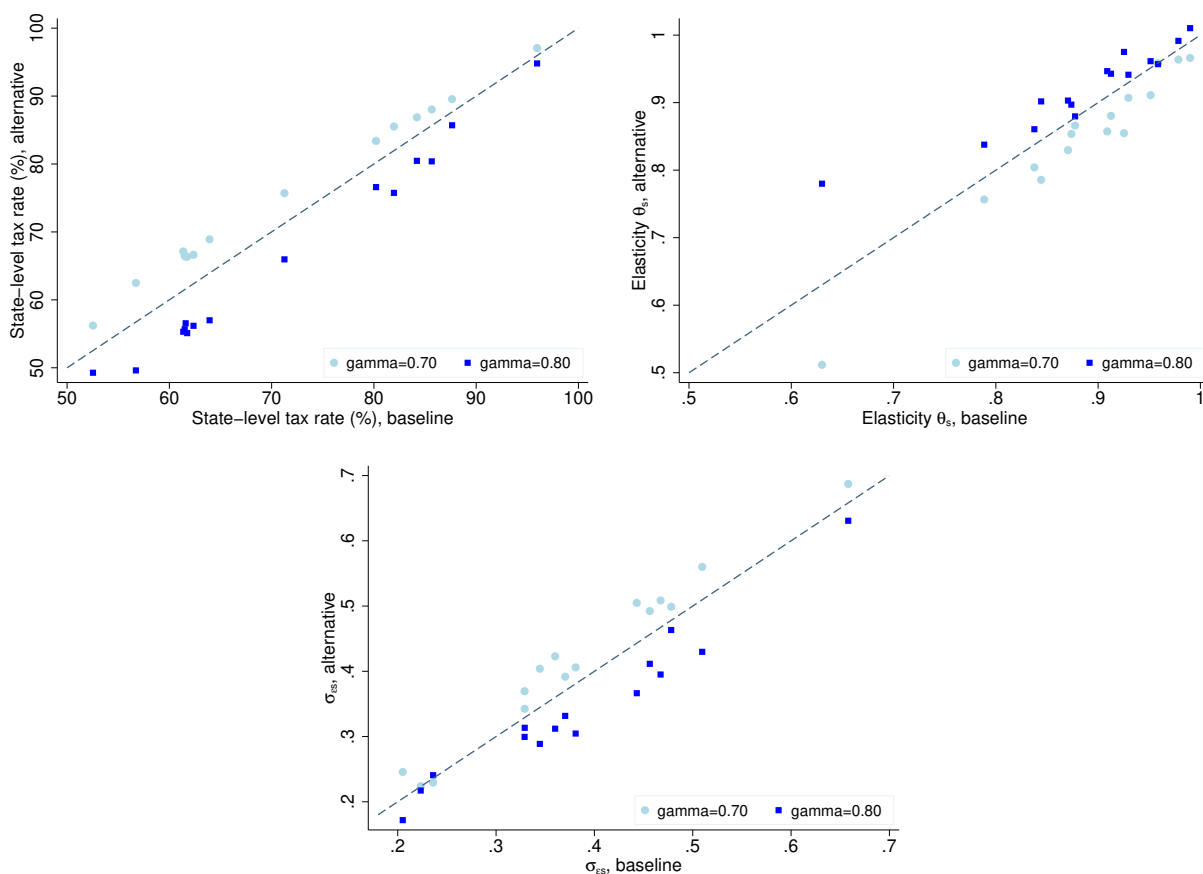 State−level tax rate (%), alternative
100
90
80
70
60
50
50 60 70 80 90 100
State−level tax rate (%), baseline
gamma=0.70 gamma=0.80
Elasticity θs, alternative
1
.9
.8
.7
.6
.5
.5 .6 .7 .8 .9 1
Elasticity θs, baseline
gamma=0.70 gamma=0.80
σεs, alternative
.7
.6
.5
.4
.3
.2
.2 .3 .4 .5 .6 .7
σεs, baseline
gamma=0.70 gamma=0.80